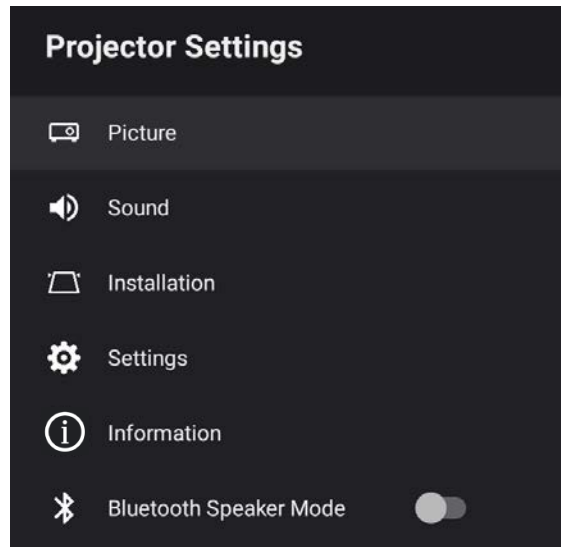 Projector Settings
Picture
Sound
Installation
Settings
Information
Bluetooth Speaker Mode